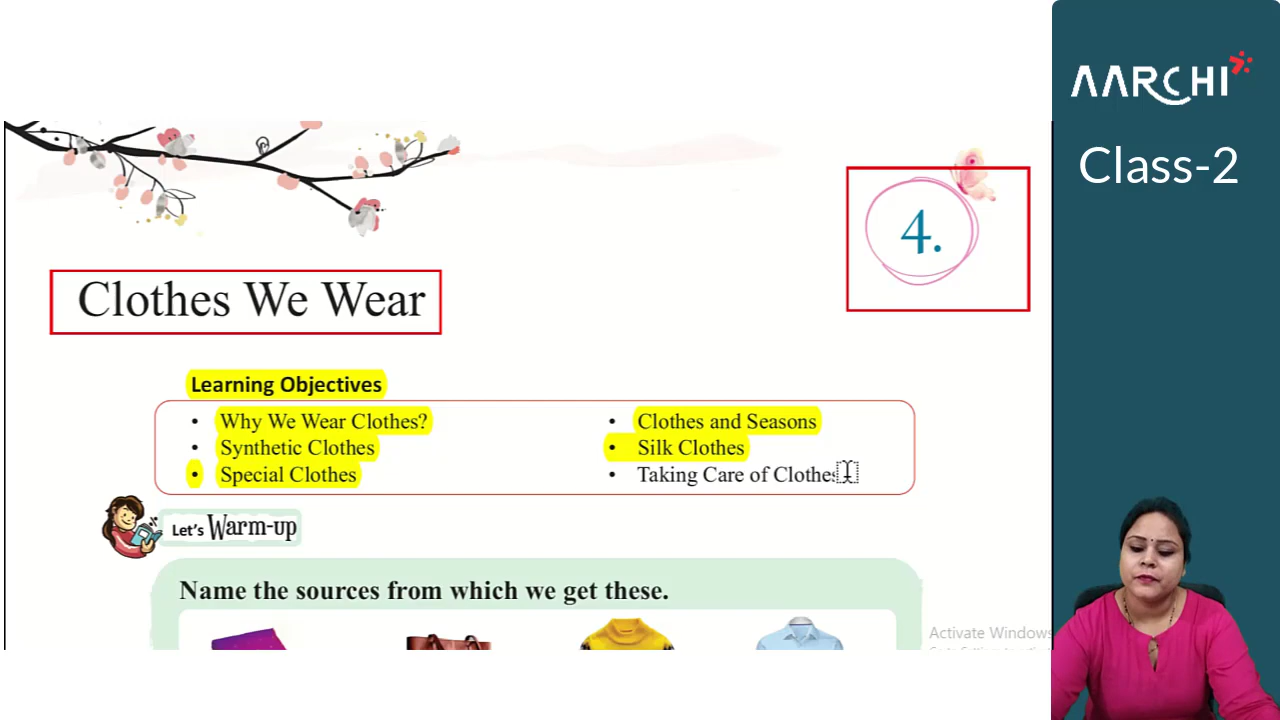 AARCHI
Class-2
4.
Clothes We Wear
Learning Objectives
• Why We Wear Clothes?
• Synthetic Clothes
• Special Clothes
• Clothes and Seasons
• Silk Clothes
• Taking Care of Clothes
Let's Warm-up
Name the sources from which we get these.
Activate Windows